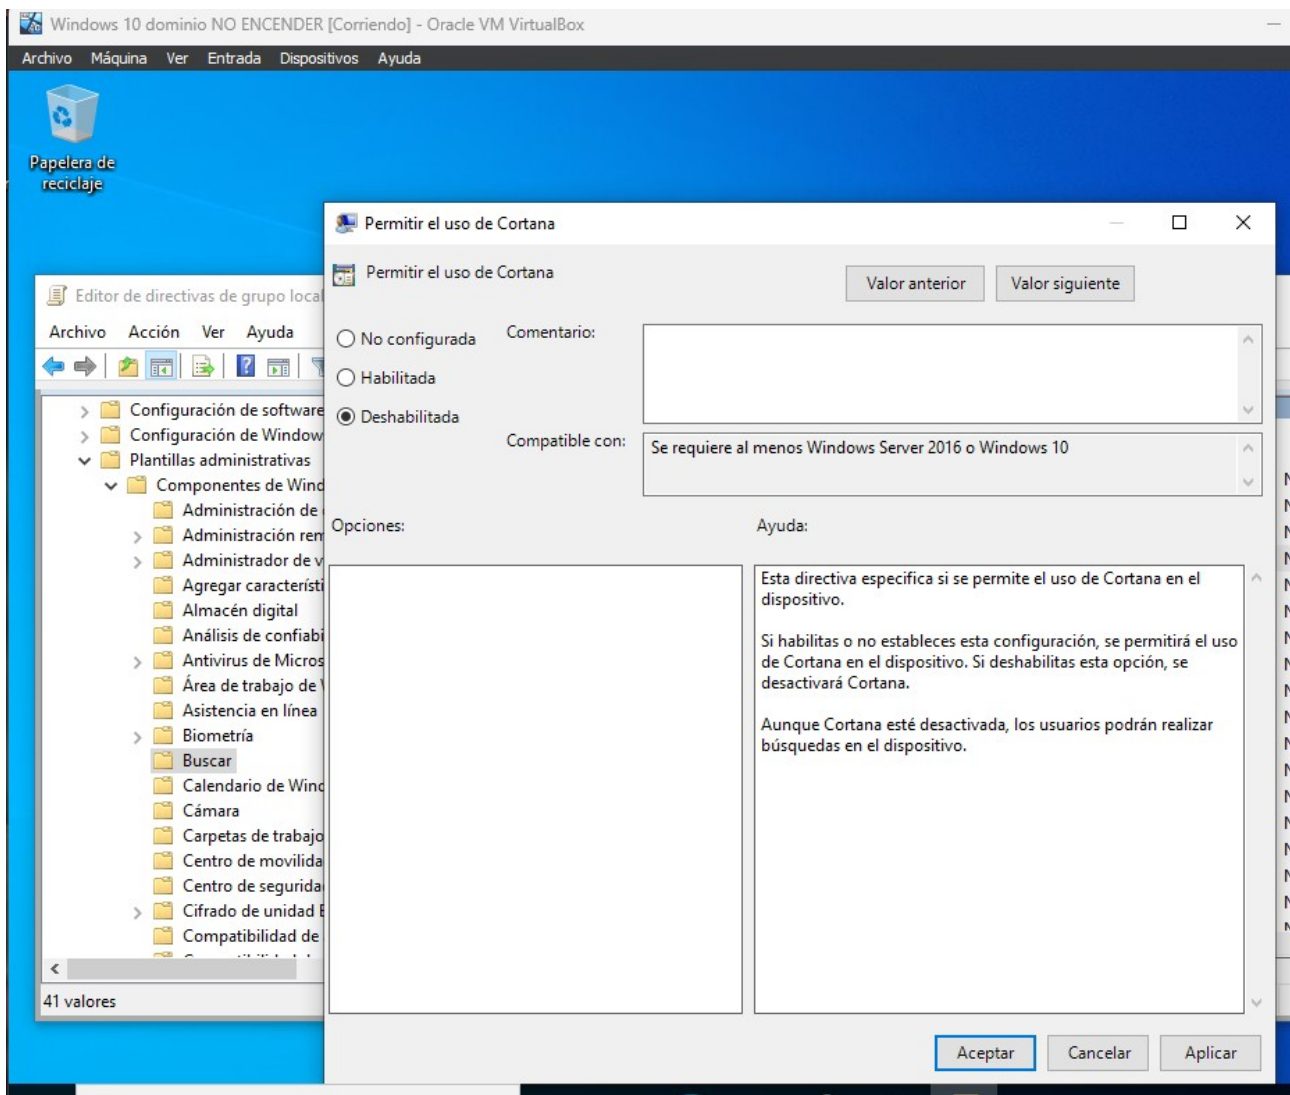 Windows 10 dominio NO ENCENDER [Corriendo] - Oracle VM VirtualBox
Archivo Máquina Ver Entrada Dispositivos Ayuda
Papelera de
reciclaje
Permitir el uso de Cortana
Permitir el uso de Cortana
Valor anterior
Valor siguiente
Editor de directivas de grupo local
Archivo Acción Ver Ayuda
No configurada
Habilitada
Deshabilitada
Comentario:
Compatible con:
Se requiere al menos Windows Server 2016 o Windows 10
Configuración de software
Configuración de Window
Plantillas administrativas
Componentes de Wind
Administración de
Administración rem
Administrador de v
Agregar característi
Almacén digital
Análisis de confiabi
Antivirus de Micros
Área de trabajo de
Asistencia en línea
Biometría
Buscar
Calendario de Wind
Cámara
Carpetas de trabajo
Centro de movilida
Centro de segurida
Cifrado de unidad
Compatibilidad de
41 valores
Opciones:
Ayuda:
Esta directiva especifica si se permite el uso de Cortana en el
dispositivo.
Si habilitas o no estableces esta configuración, se permitirá el uso
de Cortana en el dispositivo. Si deshabilitas esta opción, se
desactivará Cortana.
Aunque Cortana esté desactivada, los usuarios podrán realizar
búsquedas en el dispositivo.
Aceptar
Cancelar
Aplicar